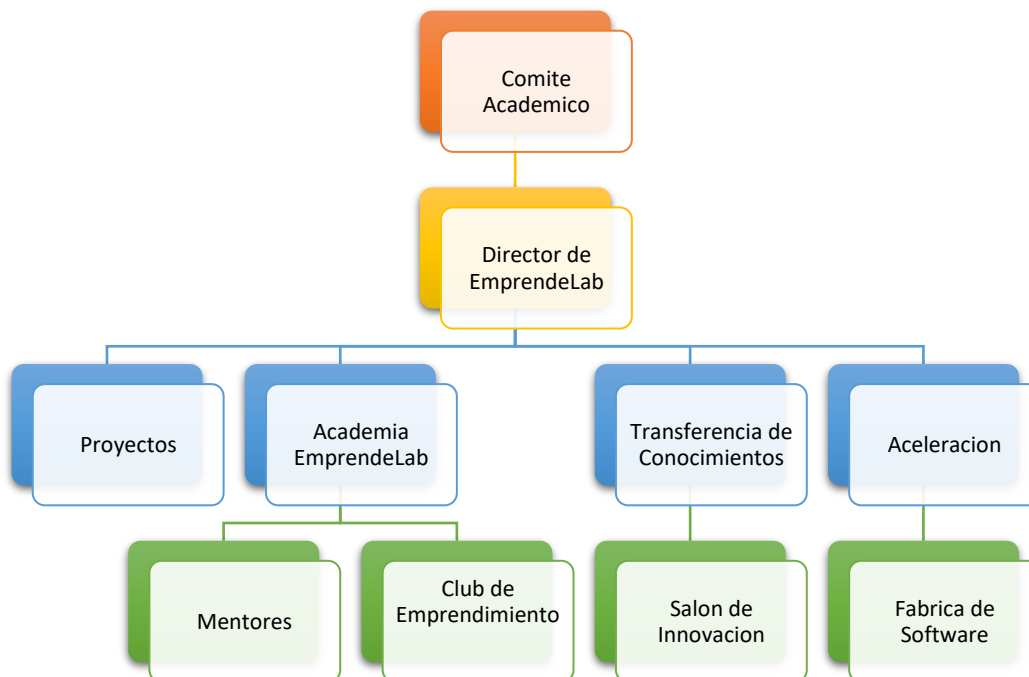 Comite
Academico
Director de
EmprendeLab
Proyectos
Academia
EmprendeLab
Transferencia de
Conocimientos
Aceleracion
Mentores
Club de
Emprendimiento
Salon de
Innovacion
Fabrica de
Software